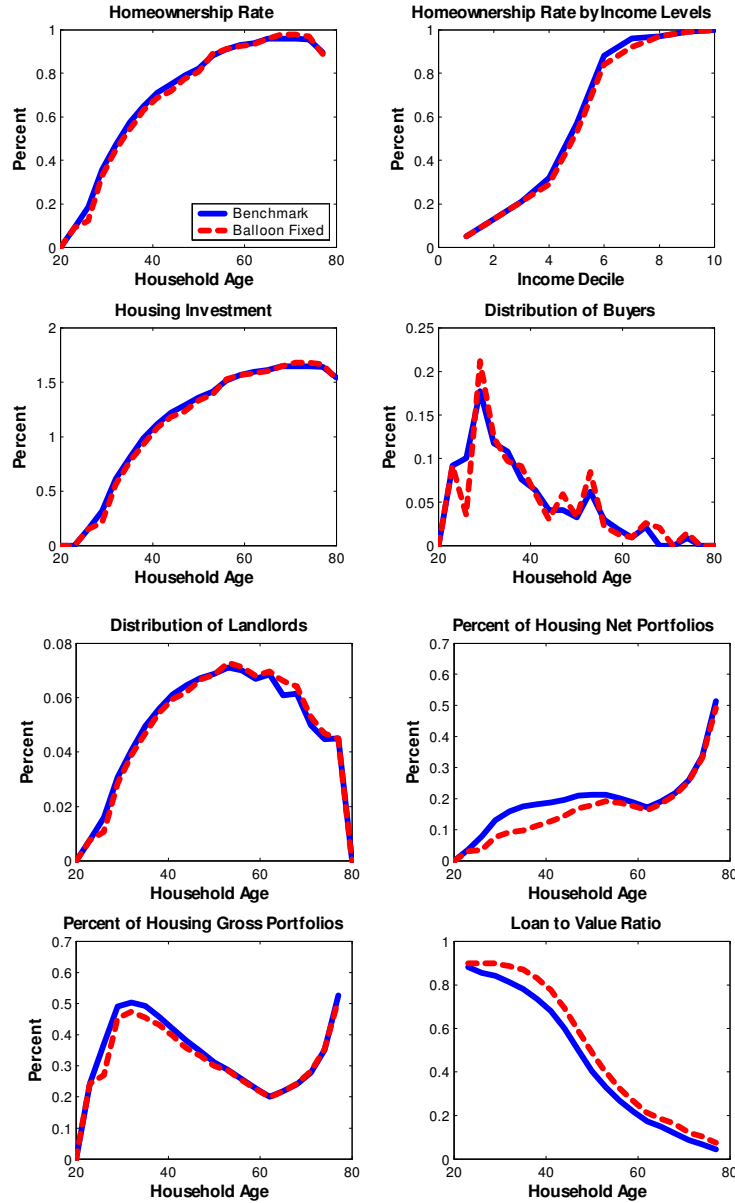 Homeownership Rate
1
0.8
0.6
0.4
0.2
0
Percent
Benchmark
Balloon Fixed
20 40 60 80
Household Age
Homeownership Rate by Income Levels
1
0.8
0.6
0.4
0.2
0
Percent
0 2 4 6 8 10
Income Decile
Housing Investment
2
1.5
1
0.5
0
Percent
20 40 60 80
Household Age
Distribution of Buyers
0.25
0.2
0.15
0.1
0.05
0
Percent
20 40 60 80
Household Age
Distribution of Landlords
0.08
0.06
0.04
0.02
0
Percent
20 40 60 80
Household Age
Percent of Housing Net Portfolios
0.7
0.6
0.5
0.4
0.3
0.2
0.1
0
Percent
20 40 60 80
Household Age
Percent of Housing Gross Portfolios
0.7
0.6
0.5
0.4
0.3
0.2
0.1
0
Percent
20 40 60 80
Household Age
Loan to Value Ratio
1
0.8
0.6
0.4
0.2
0
Percent
20 40 60 80
Household Age